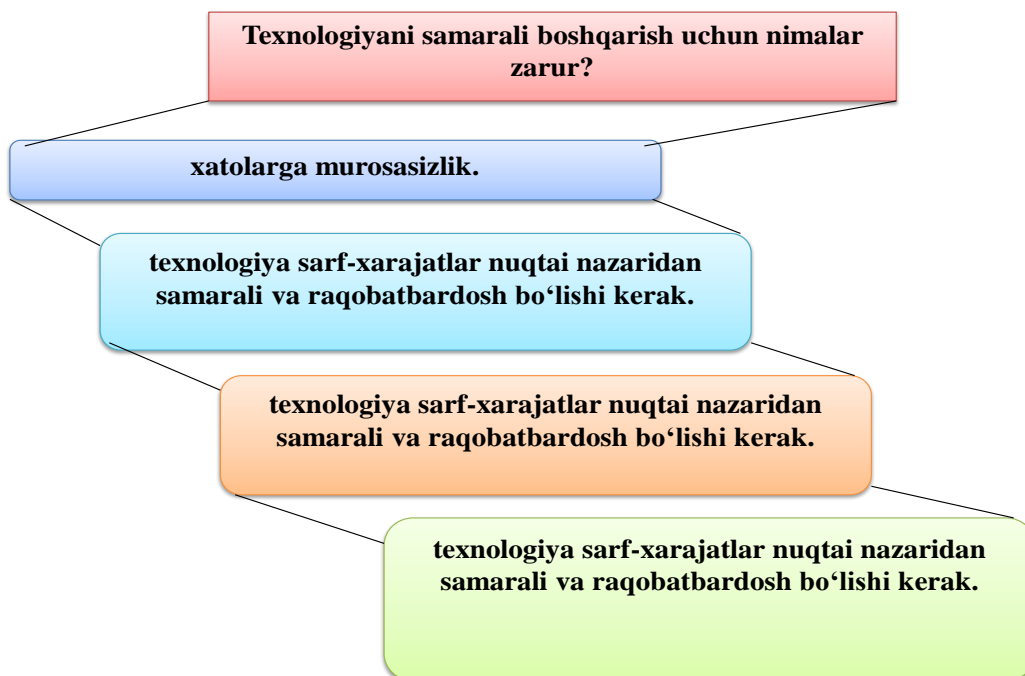 Texnologiyani samarali boshqarish uchun nimalar
zarur?
xatolarga murosasizlik.
texnologiya sarf-xarajatlar nuqtai nazaridan
samarali va raqobatbardosh bo‘lishi kerak.
texnologiya sarf-xarajatlar nuqtai nazaridan
samarali va raqobatbardosh bo‘lishi kerak.
texnologiya sarf-xarajatlar nuqtai nazaridan
samarali va raqobatbardosh bo‘lishi kerak.